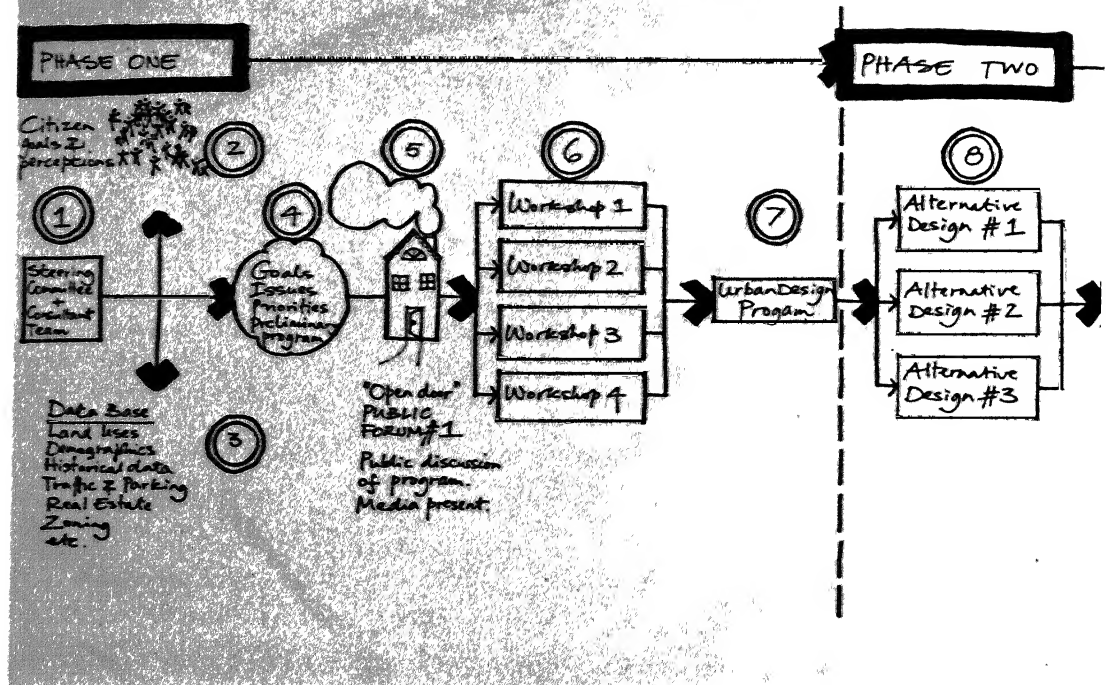 PHASE ONE
PHASE TWO
Citizen
goals &
perceptions
2
1
Steering
Committee
+
Consultant
Team
3
Data Base
Land Uses
Demographics
Historical data
Traffic & Parking
Real Estate
Zoning
etc.
4
Goals
Issues
Priorities
Preliminary
program
5
"Open door"
PUBLIC
FORUM #1
Public discussion
of program.
Media present.
6
Workshop 1
Workshop 2
Workshop 3
Workshop 4
7
Urban Design
Progam
8
Alternative
Design #1
Alternative
Design #2
Alternative
Design #3